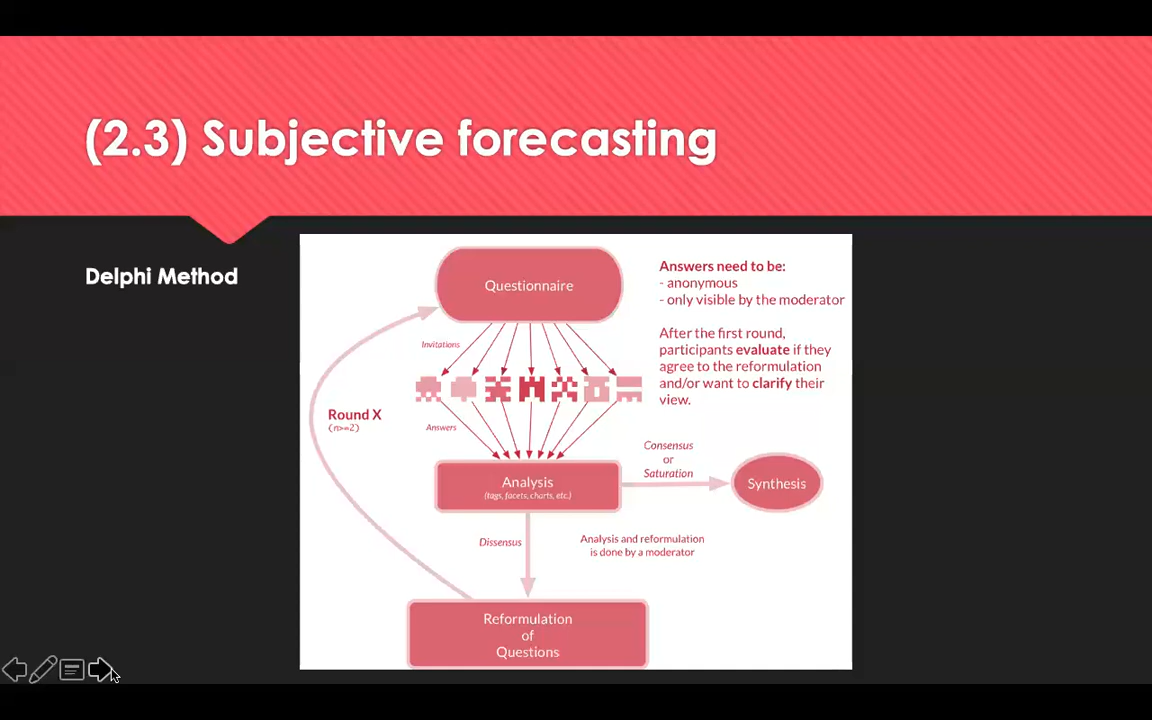 (2.3) Subjective forecasting
Delphi Method
Questionnaire
Invitations
Answers need to be:
- anonymous
- only visible by the moderator
After the first round,
participants evaluate if they
agree to the reformulation
and/or want to clarify their
view.
Round X
(n>=2)
Answers
Analysis
(tags, facets, charts, etc.)
Consensus
or
Saturation
Synthesis
Dissensus
Analysis and reformulation
is done by a moderator
Reformulation
of
Questions